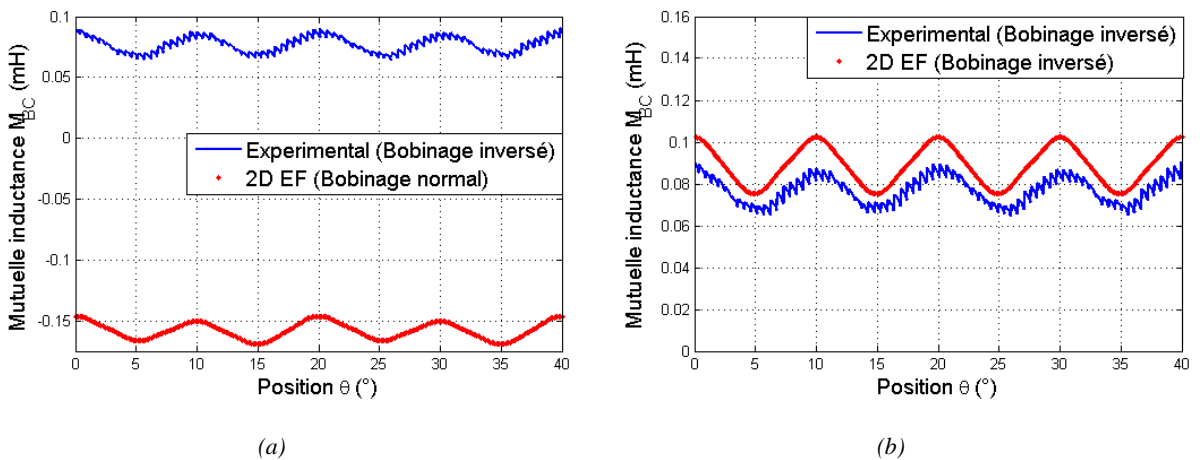 Mutuelle inductance M_BC (mH)
0.1
0.05
0
-0.05
-0.1
-0.15
Experimental (Bobinage inversé)
2D EF (Bobinage normal)
0 5 10 15 20 25 30 35 40
Position θ (°)
(a)
Mutuelle inductance M_BC (mH)
0.16
0.14
0.12
0.1
0.08
0.06
0.04
0.02
0
Experimental (Bobinage inversé)
2D EF (Bobinage inversé)
0 5 10 15 20 25 30 35 40
Position θ (°)
(b)